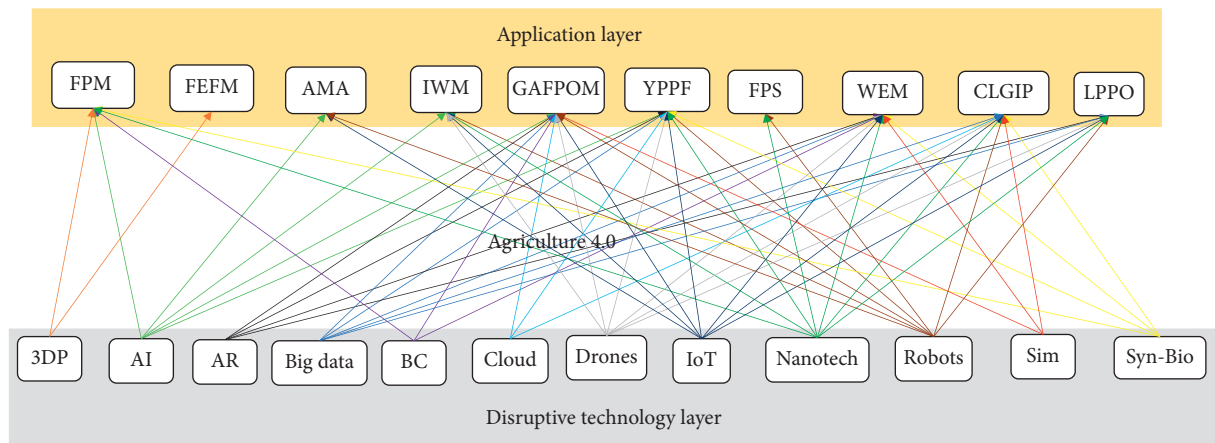 Application layer
FPM
FEFM
AMA
IWM
GAFPOM
YPPF
FPS
WEM
CLGIP
LPPO
Agriculture 4.0
3DP
AI
AR
Big data
BC
Cloud
Drones
IoT
Nanotech
Robots
Sim
Syn-Bio
Disruptive technology layer